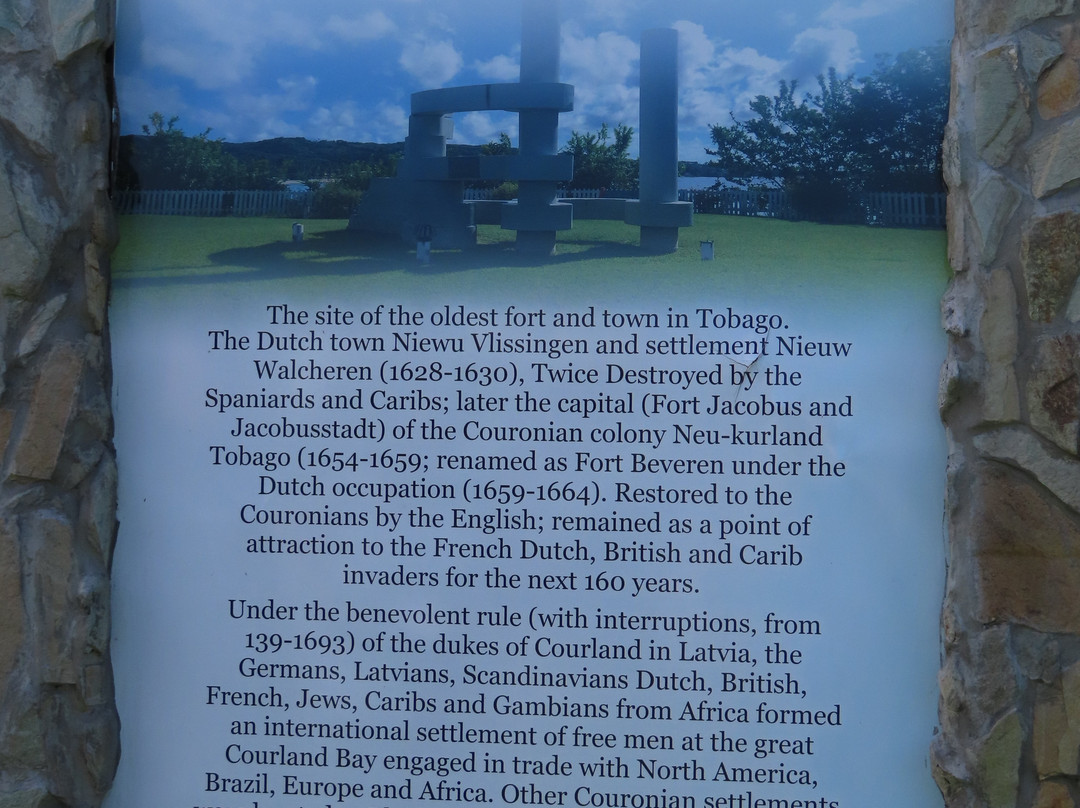 The site of the oldest fort and town in Tobago.
The Dutch town Niewu Vlissingen and settlement Nieuw
Walcheren (1628-1630), Twice Destroyed by the
Spaniards and Caribs; later the capital (Fort Jacobus and
Jacobusstadt) of the Couronian colony Neu-kurland
Tobago (1654-1659; renamed as Fort Beveren under the
Dutch occupation (1659-1664). Restored to the
Couronians by the English; remained as a point of
attraction to the French Dutch, British and Carib
invaders for the next 160 years.
Under the benevolent rule (with interruptions, from
139-1693) of the dukes of Courland in Latvia, the
Germans, Latvians, Scandinavians Dutch, British,
French, Jews, Caribs and Gambians from Africa formed
an international settlement of free men at the great
Courland Bay engaged in trade with North America,
Brazil, Europe and Africa. Other Couronian settlements